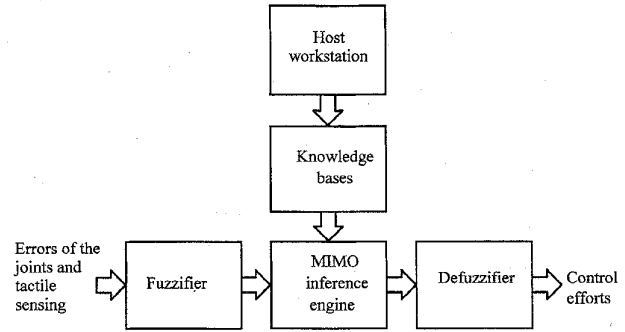 Host
workstation
Knowledge
bases
Errors of the
joints and
tactile
sensing
Fuzzifier
MIMO
inference
engine
Defuzzifier
Control
efforts